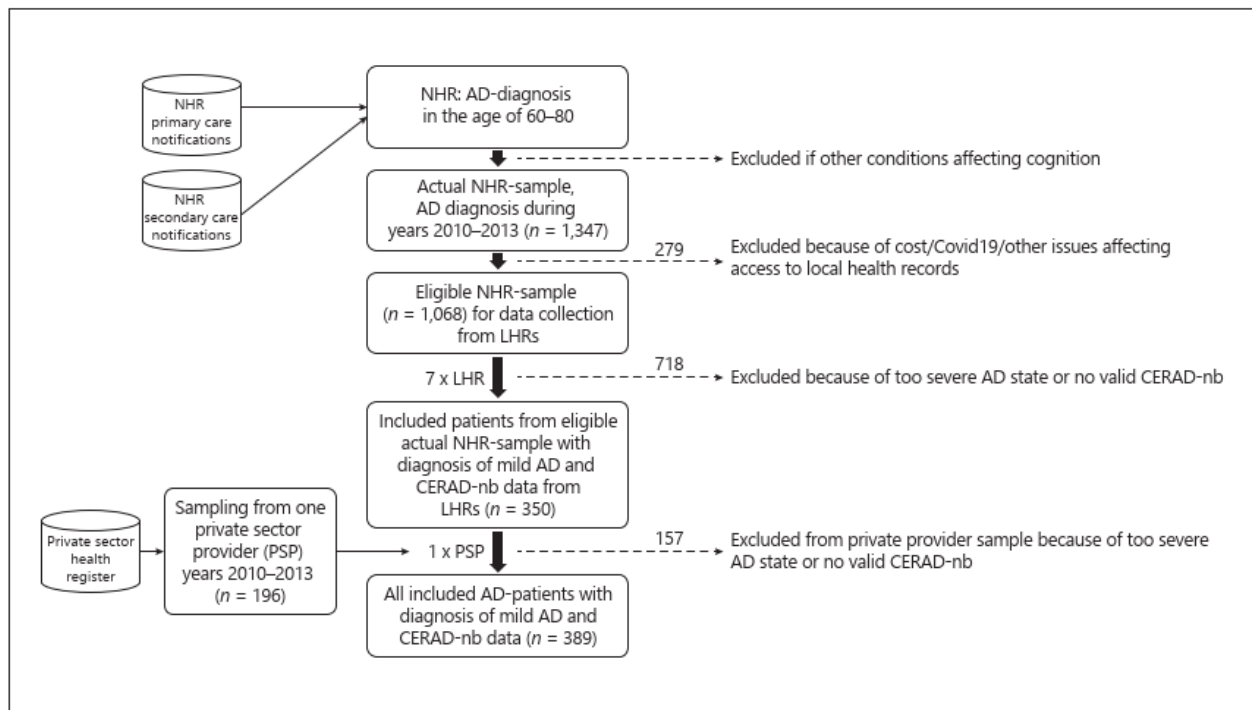 NHR
primary care
notifications
NHR
secondary care
notifications
NHR: AD-diagnosis
in the age of 60–80
Excluded if other conditions affecting cognition
Actual NHR-sample,
AD diagnosis during
years 2010–2013 (n = 1,347)
279
Excluded because of cost/Covid19/other issues affecting
access to local health records
Eligible NHR-sample
(n = 1,068) for data collection
from LHRs
7 x LHR
718
Excluded because of too severe AD state or no valid CERAD-nb
Included patients from eligible
actual NHR-sample with
diagnosis of mild AD and
CERAD-nb data from
LHRs (n = 350)
Private sector
health
register
Sampling from one
private sector
provider (PSP)
years 2010–2013
(n = 196)
1 x PSP
157
Excluded from private provider sample because of too severe
AD state or no valid CERAD-nb
All included AD-patients with
diagnosis of mild AD and
CERAD-nb data (n = 389)